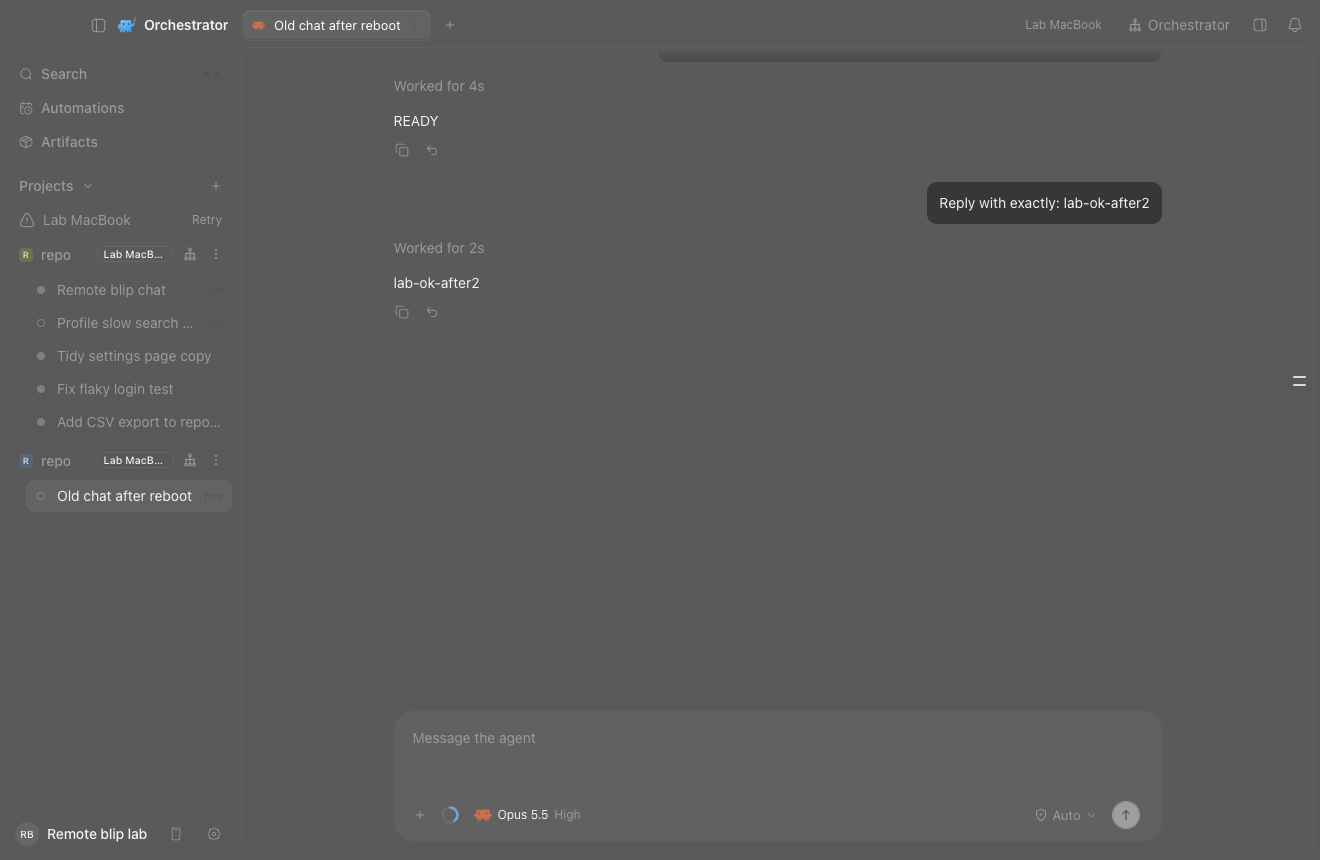 Orchestrator
Old chat after reboot
Lab MacBook
Orchestrator
Search
Automations
Artifacts
Projects
Lab MacBook
Retry
R
repo
Lab MacB...
Remote blip chat
Profile slow search ...
Tidy settings page copy
Fix flaky login test
Add CSV export to repo...
R
repo
Lab MacB...
Old chat after reboot
now
RB
Remote blip lab
Worked for 4s
READY
Reply with exactly: lab-ok-after2
Worked for 2s
lab-ok-after2
Message the agent
Opus 5.5 High
Auto